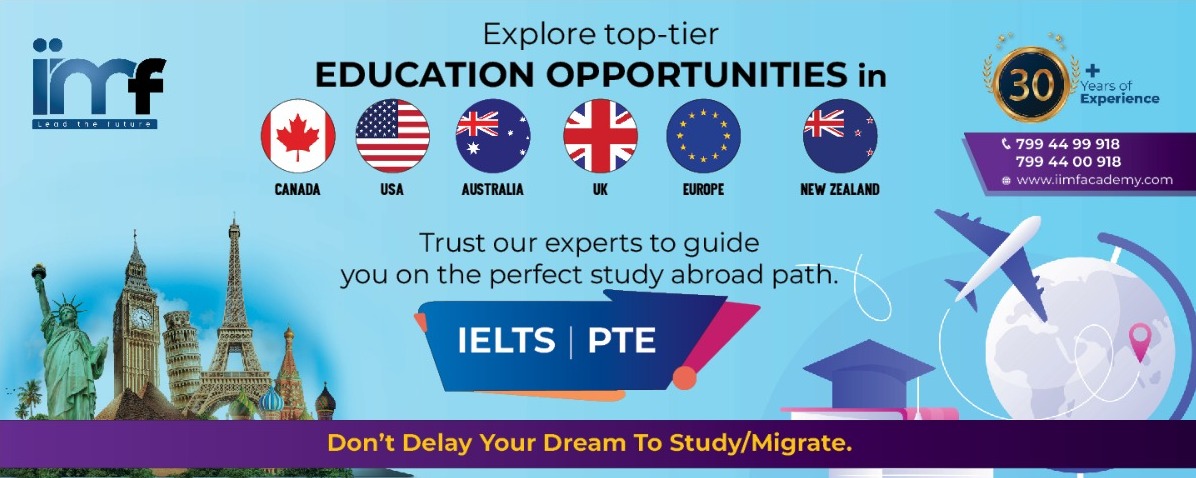 iimf
Lead the future
Explore top-tier
EDUCATION OPPORTUNITIES in
CANADA
USA
AUSTRALIA
UK
EUROPE
NEW ZEALAND
30
+
Years of
Experience
799 44 99 918
799 44 00 918
www.iimfacademy.com
Trust our experts to guide
you on the perfect study abroad path.
IELTS | PTE
Don’t Delay Your Dream To Study/Migrate.